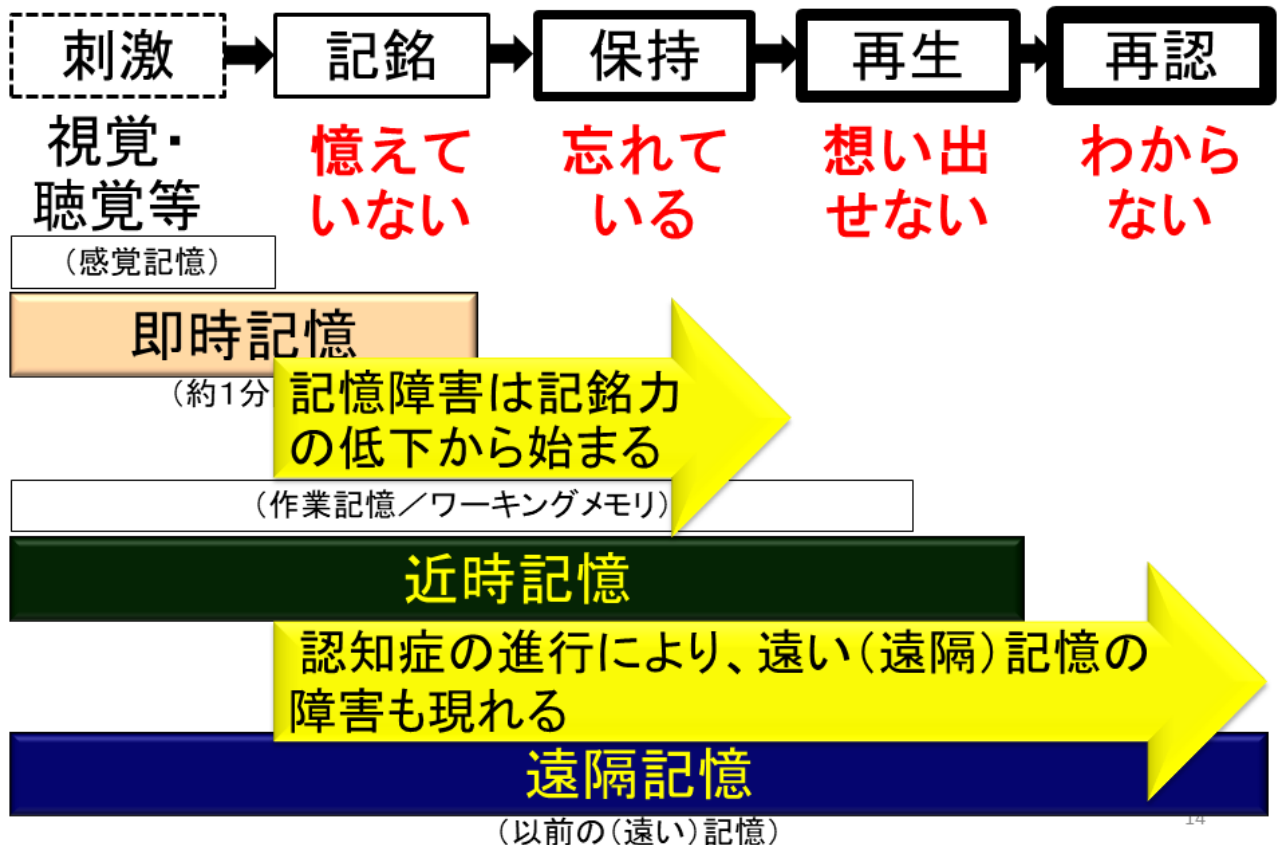 刺激
記銘
保持
再生
再認
視覚・
聴覚等
憶えて
いない
忘れて
いる
想い出
せない
わから
ない
(感覚記憶)
即時記憶
(約1分
記憶障害は記銘力
の低下から始まる
(作業記憶/ワーキングメモリ)
近時記憶
認知症の進行により、遠い(遠隔)記憶の
障害も現れる
遠隔記憶
(以前の(遠い)記憶)
14